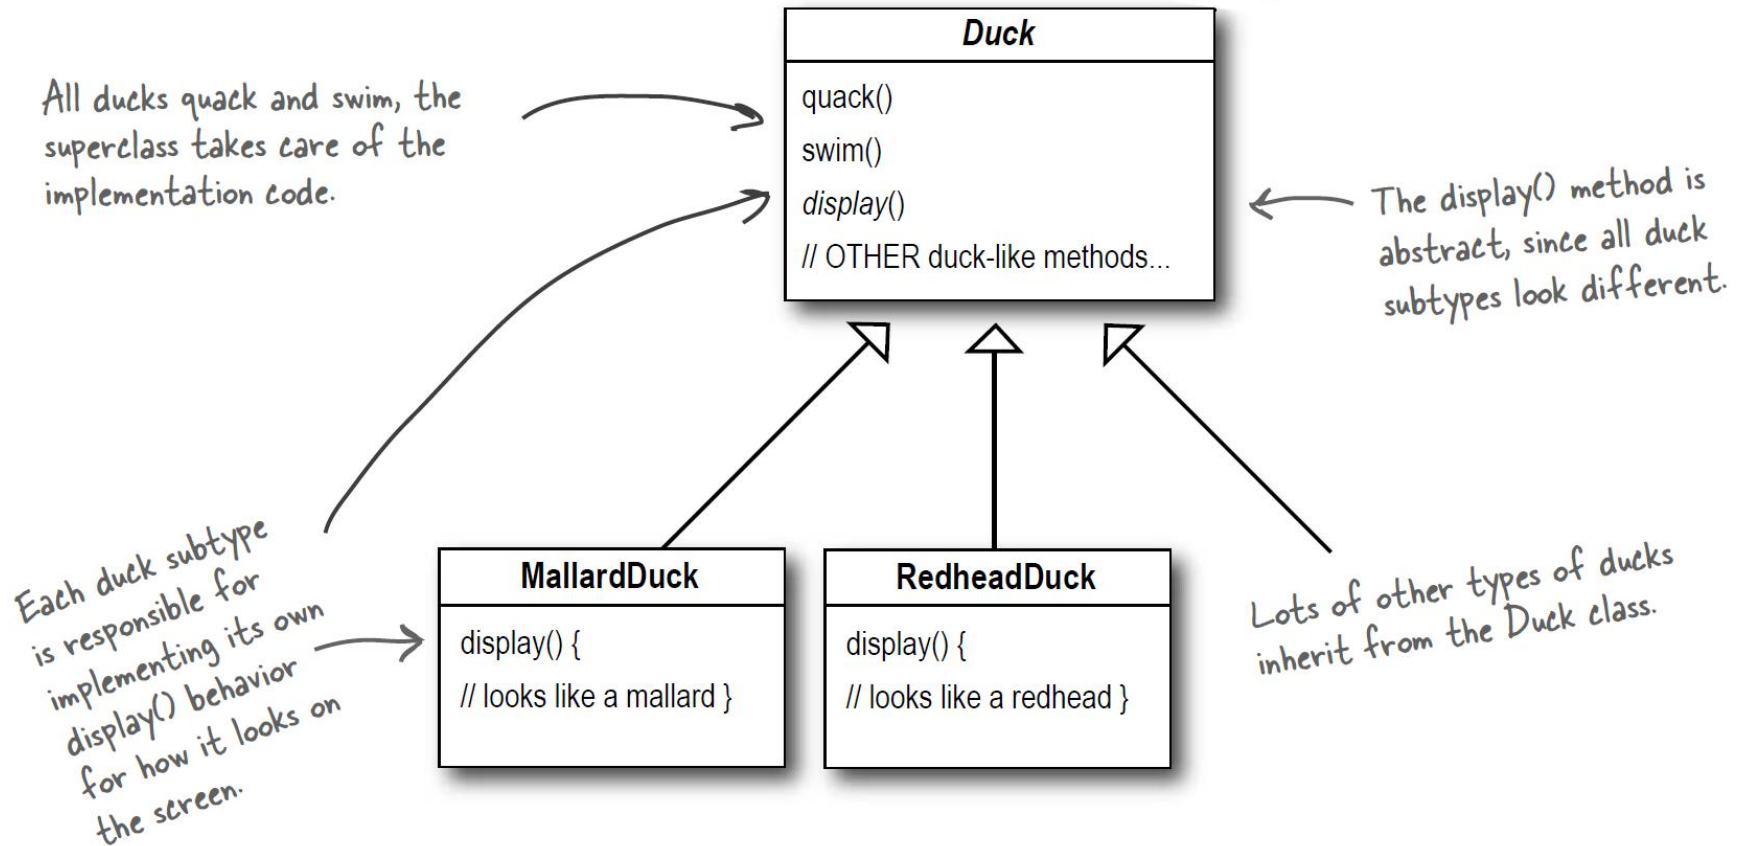 Duck
quack()
swim()
display()
// OTHER duck-like methods...
All ducks quack and swim, the
superclass takes care of the
implementation code.
The display() method is
abstract, since all duck
subtypes look different.
Each duck subtype
is responsible for
implementing its own
display() behavior
for how it looks on
the screen.
MallardDuck
display() {
// looks like a mallard }
RedheadDuck
display() {
// looks like a redhead }
Lots of other types of ducks
inherit from the Duck class.